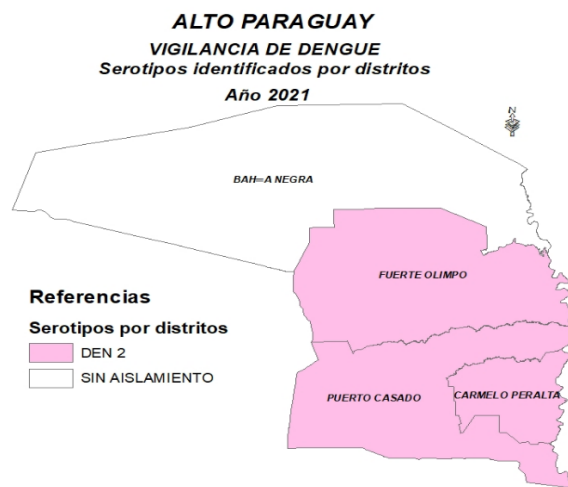 ALTO PARAGUAY
VIGILANCIA DE DENGUE
Serotipos identificados por distritos
Año 2021
N
BAH=A NEGRA
FUERTE OLIMPO
Referencias
Serotipos por distritos
DEN 2
SIN AISLAMIENTO
PUERTO CASADO
CARMELO PERALTA